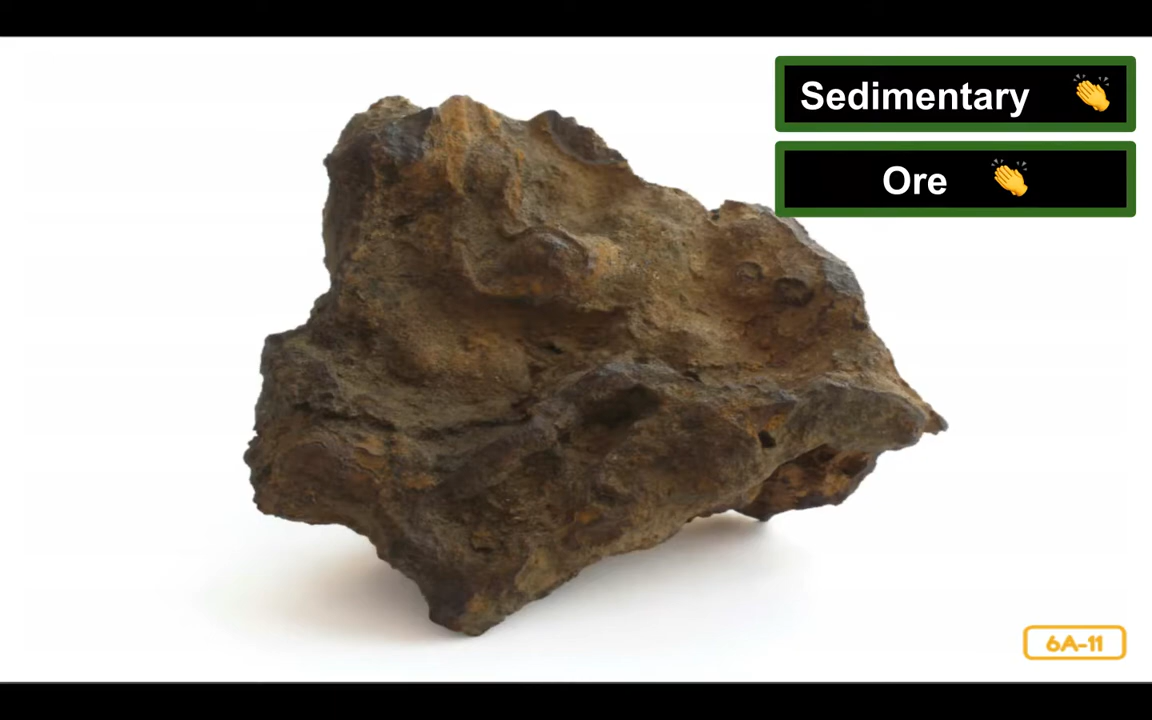 Sedimentary 👏
Ore 👏
6A-11